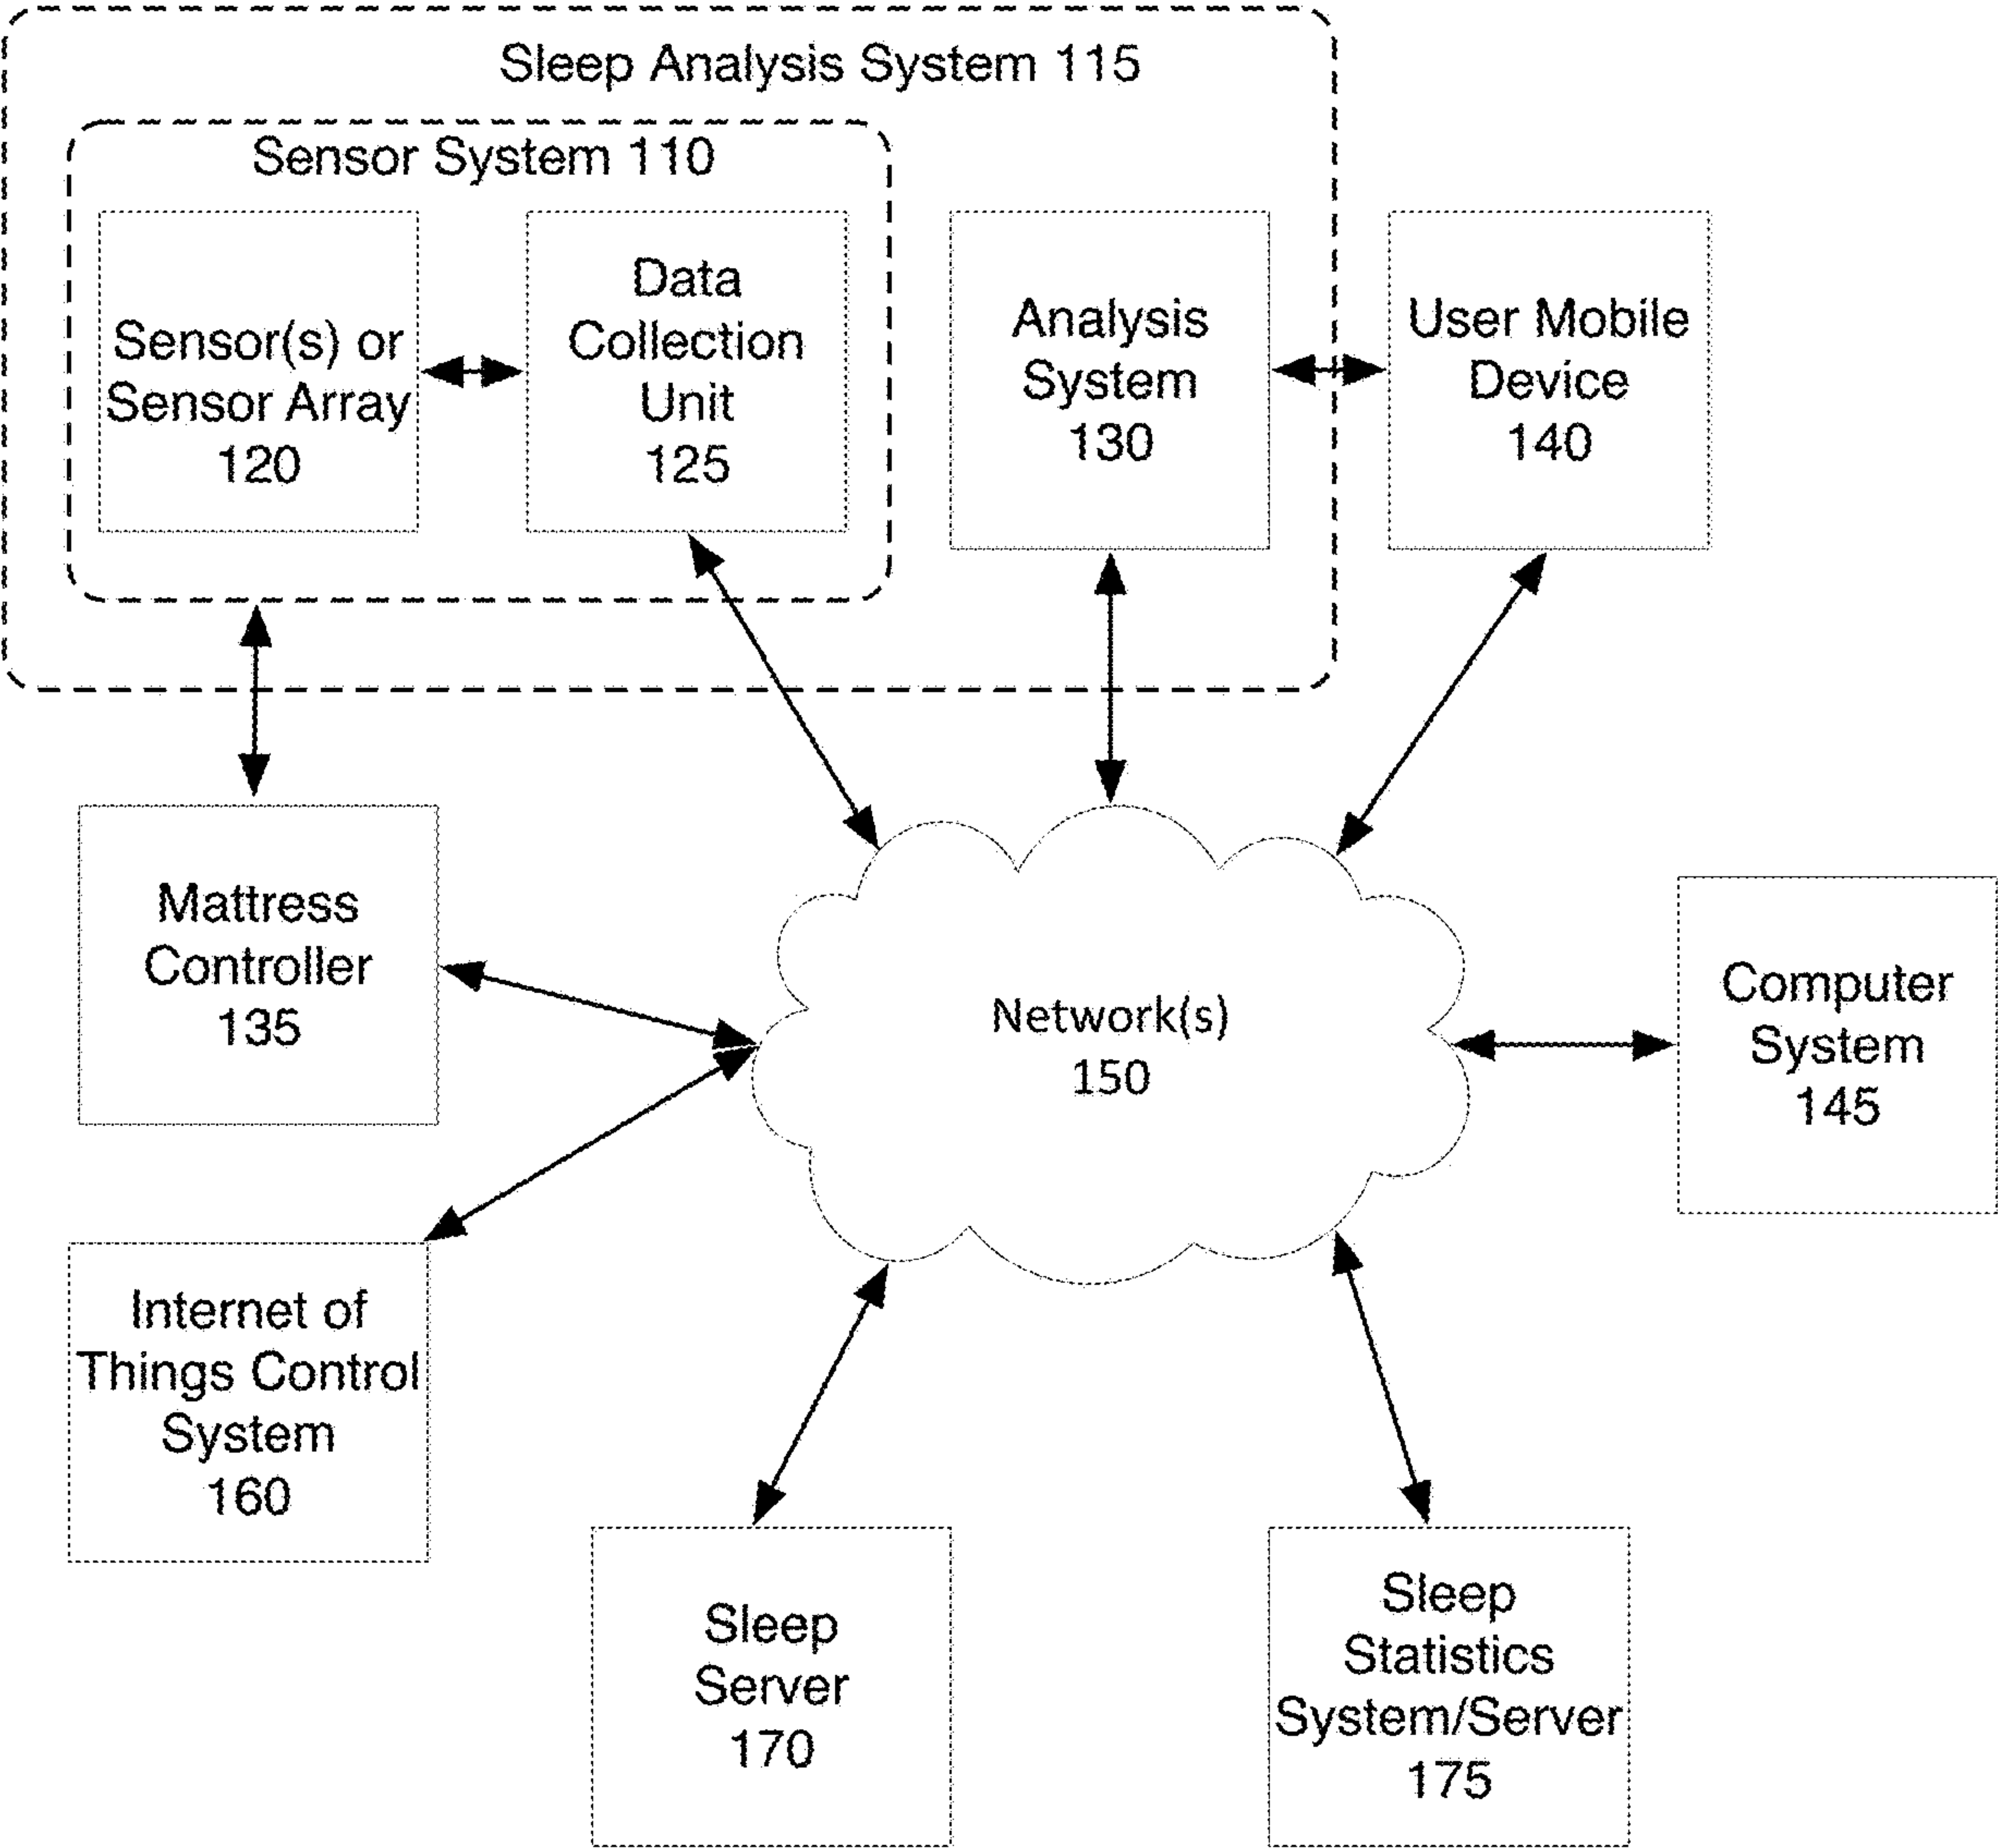 Sleep Analysis System 115
Sensor System 110
Sensor(s) or
Sensor Array
120
Data
Collection
Unit
125
Analysis
System
130
User Mobile
Device
140
Mattress
Controller
135
Network(s)
150
Computer
System
145
Internet of
Things Control
System
160
Sleep
Server
170
Sleep
Statistics
System/Server
175